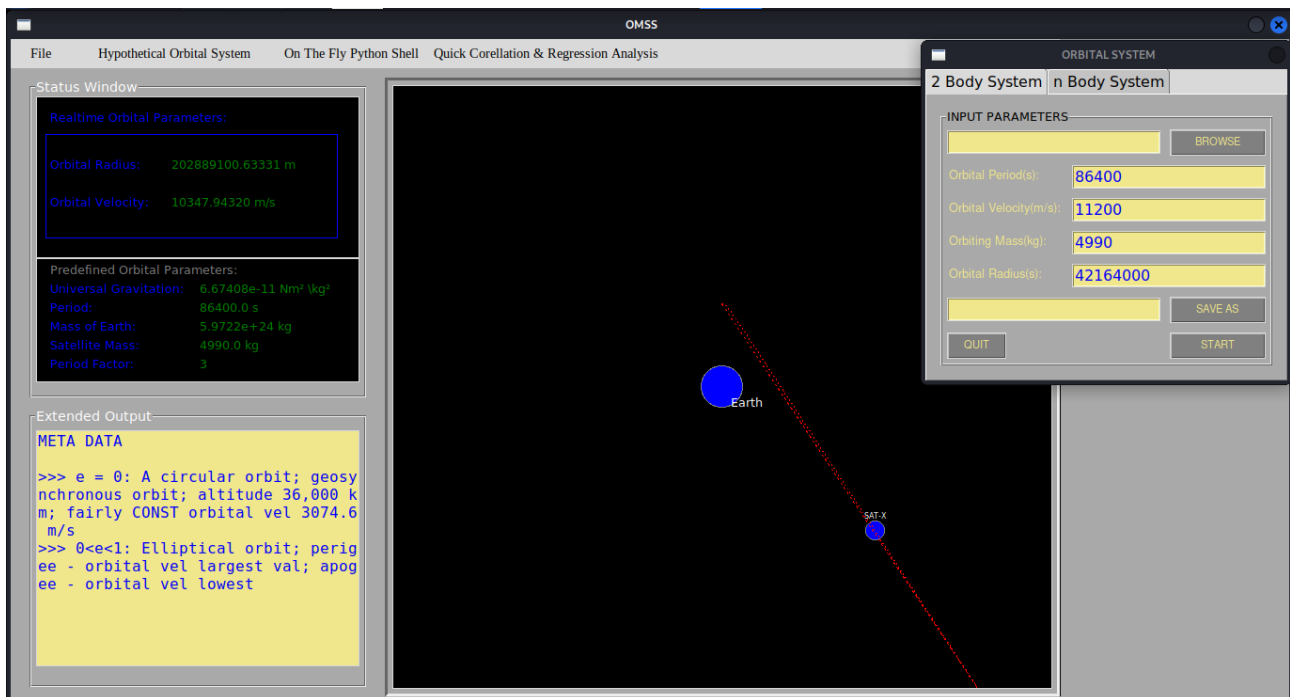 OMSS
File Hypothetical Orbital System On The Fly Python Shell Quick Corellation & Regression Analysis
Status Window
Realtime Orbital Parameters:
Orbital Radius: 202889100.63331 m
Orbital Velocity: 10347.94320 m/s
Predefined Orbital Parameters:
Universal Gravitation: 6.67408e-11 Nm² \kg²
Period: 86400.0 s
Mass of Earth: 5.9722e+24 kg
Satellite Mass: 4990.0 kg
Period Factor: 3
Extended Output
META DATA
>>> e = 0: A circular orbit; geosy
nchronous orbit; altitude 36,000 k
m; fairly CONST orbital vel 3074.6
m/s
>>> 0<e<1: Elliptical orbit; perig
ee - orbital vel largest val; apog
ee - orbital vel lowest
Earth
SAT-X
ORBITAL SYSTEM
2 Body System n Body System
INPUT PARAMETERS
BROWSE
Orbital Period(s): 86400
Orbital Velocity(m/s): 11200
Orbiting Mass(kg): 4990
Orbital Radius(s): 42164000
SAVE AS
QUIT START